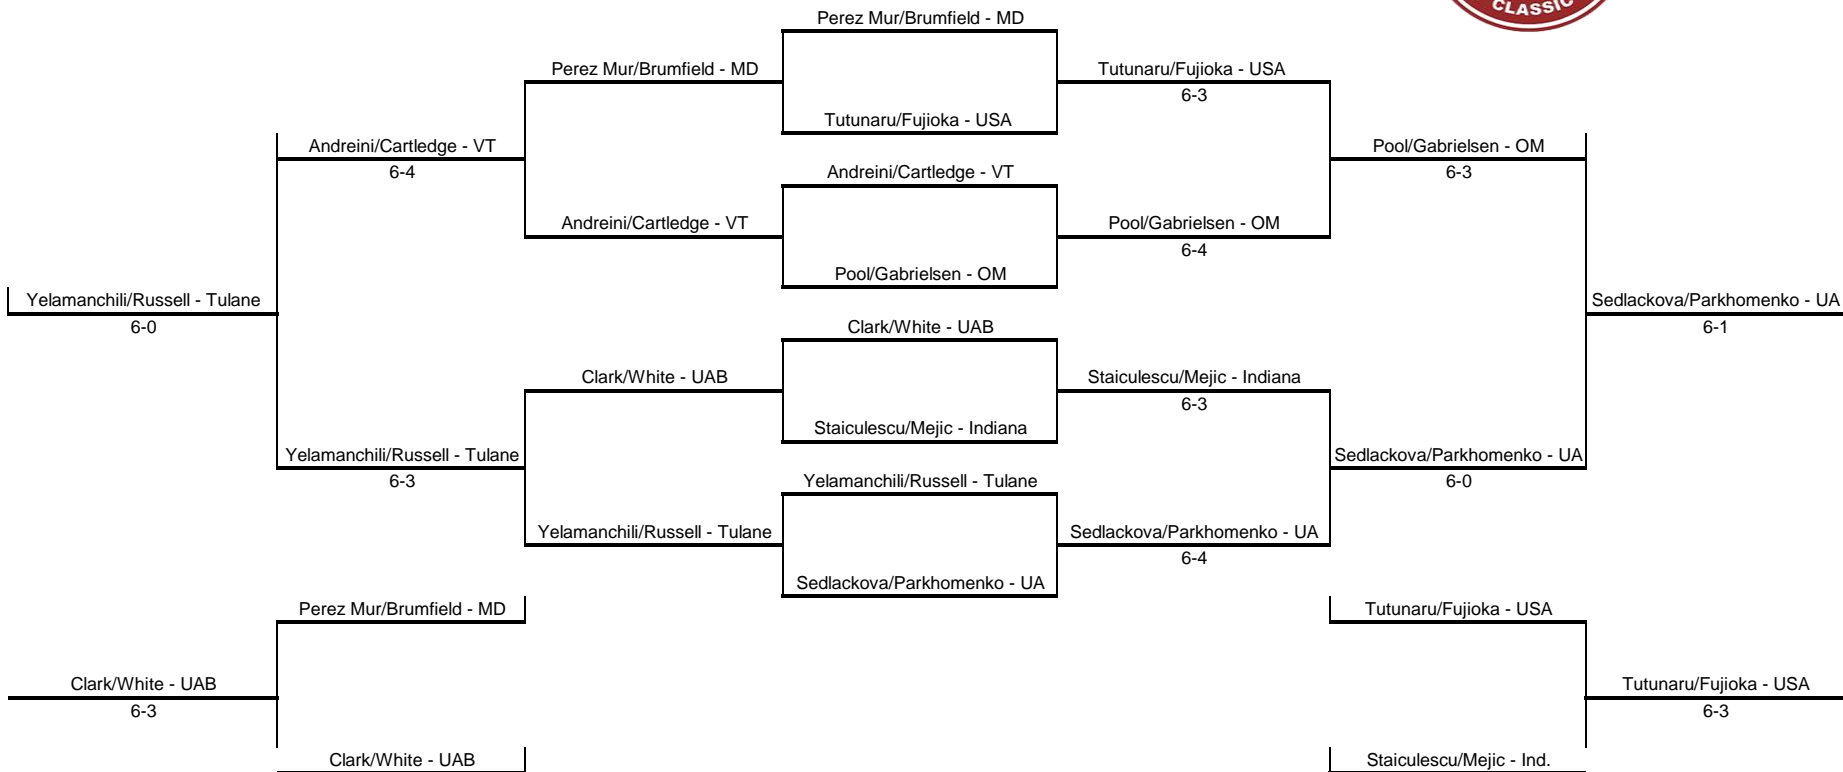 CLASSIC
Perez Mur/Brumfield - MD
Perez Mur/Brumfield - MD
Tutunaru/Fujioka - USA
6-3
Tutunaru/Fujioka - USA
Andreini/Cartledge - VT
6-4
Pool/Gabrielsen - OM
6-3
Andreini/Cartledge - VT
Andreini/Cartledge - VT
Pool/Gabrielsen - OM
6-4
Pool/Gabrielsen - OM
Yelamanchili/Russell - Tulane
6-0
Sedlackova/Parkhomenko - UA
6-1
Clark/White - UAB
Clark/White - UAB
Staiculescu/Mejic - Indiana
6-3
Staiculescu/Mejic - Indiana
Yelamanchili/Russell - Tulane
6-3
Sedlackova/Parkhomenko - UA
6-0
Yelamanchili/Russell - Tulane
Yelamanchili/Russell - Tulane
Sedlackova/Parkhomenko - UA
6-4
Sedlackova/Parkhomenko - UA
Perez Mur/Brumfield - MD
Tutunaru/Fujioka - USA
Clark/White - UAB
6-3
Tutunaru/Fujioka - USA
6-3
Clark/White - UAB
Staiculescu/Mejic - Ind.